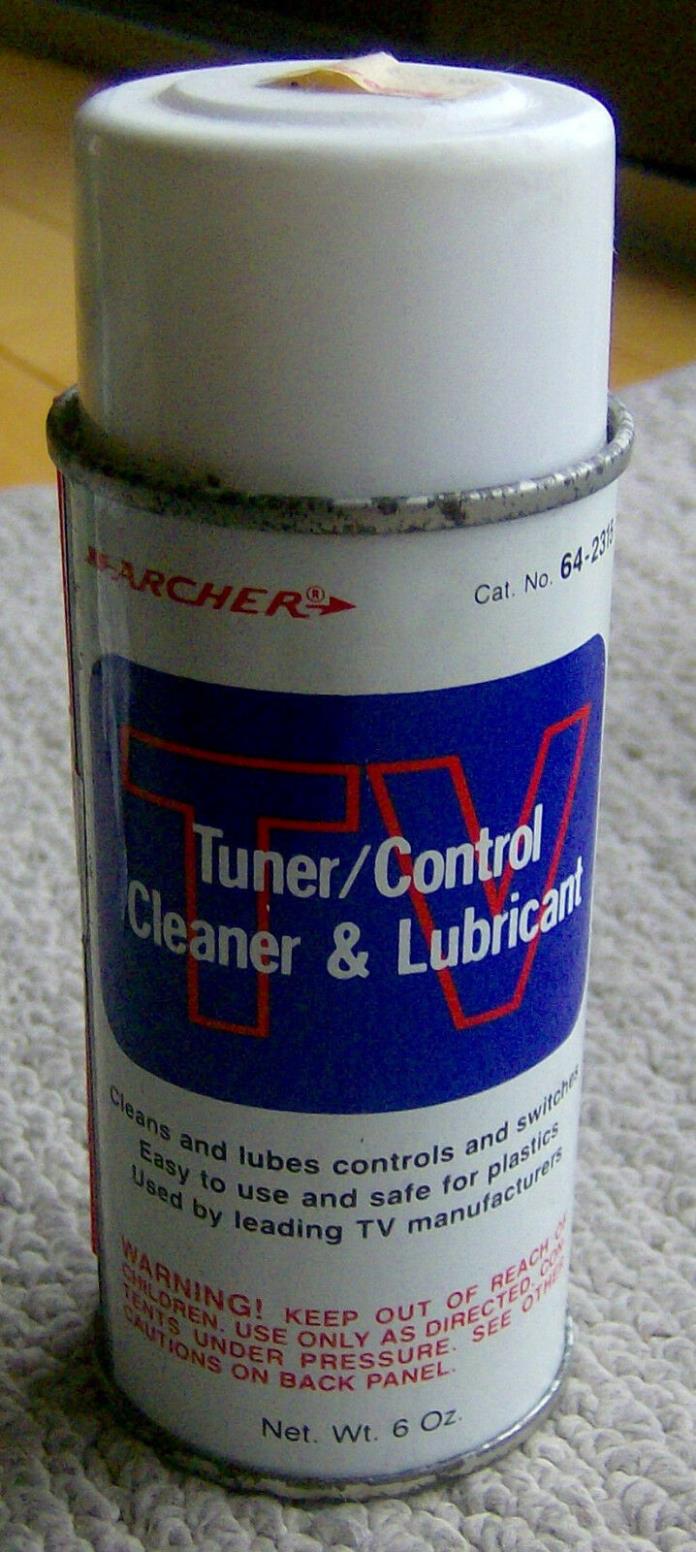 ARCHER®
Cat. No. 64-2315
TV
Tuner/Control
Cleaner & Lubricant
Cleans and lubes controls and switches
Easy to use and safe for plastics
Used by leading TV manufacturers
WARNING! KEEP OUT OF REACH OF
CHILDREN. USE ONLY AS DIRECTED. CON-
TENTS UNDER PRESSURE. SEE OTHER
CAUTIONS ON BACK PANEL.
Net. Wt. 6 Oz.